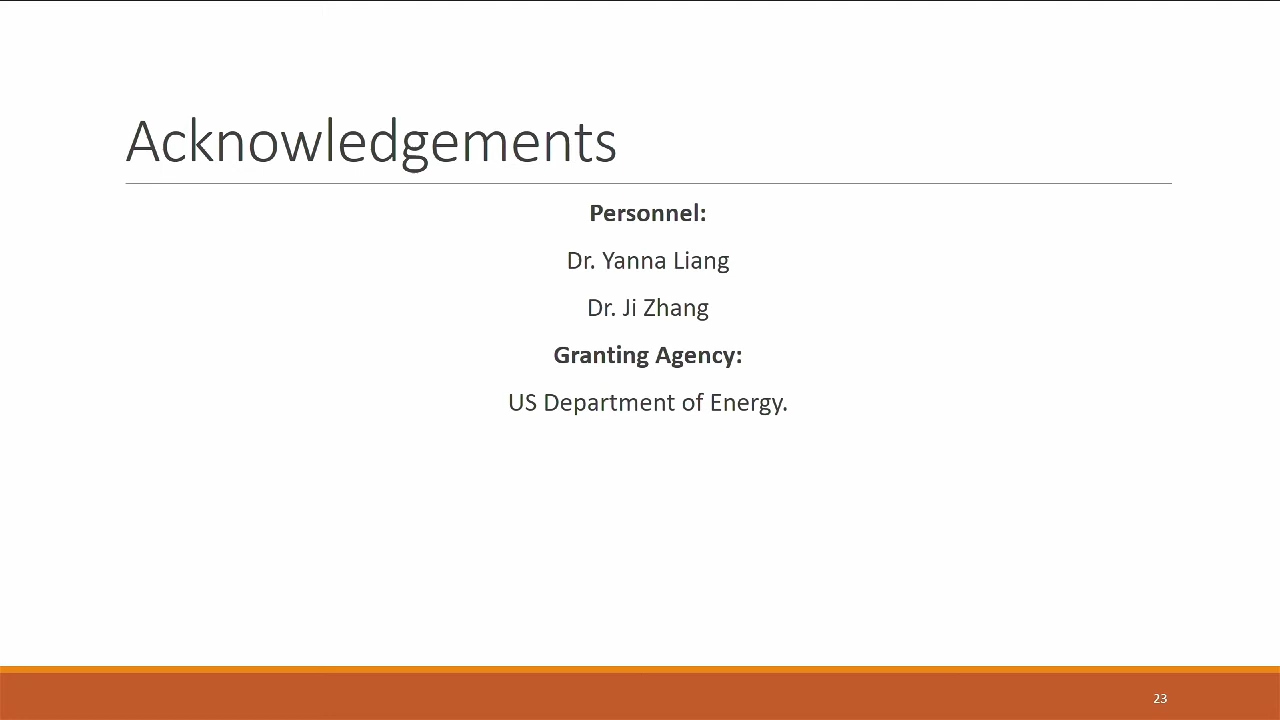 Acknowledgements
Personnel:
Dr. Yanna Liang
Dr. Ji Zhang
Granting Agency:
US Department of Energy.
23